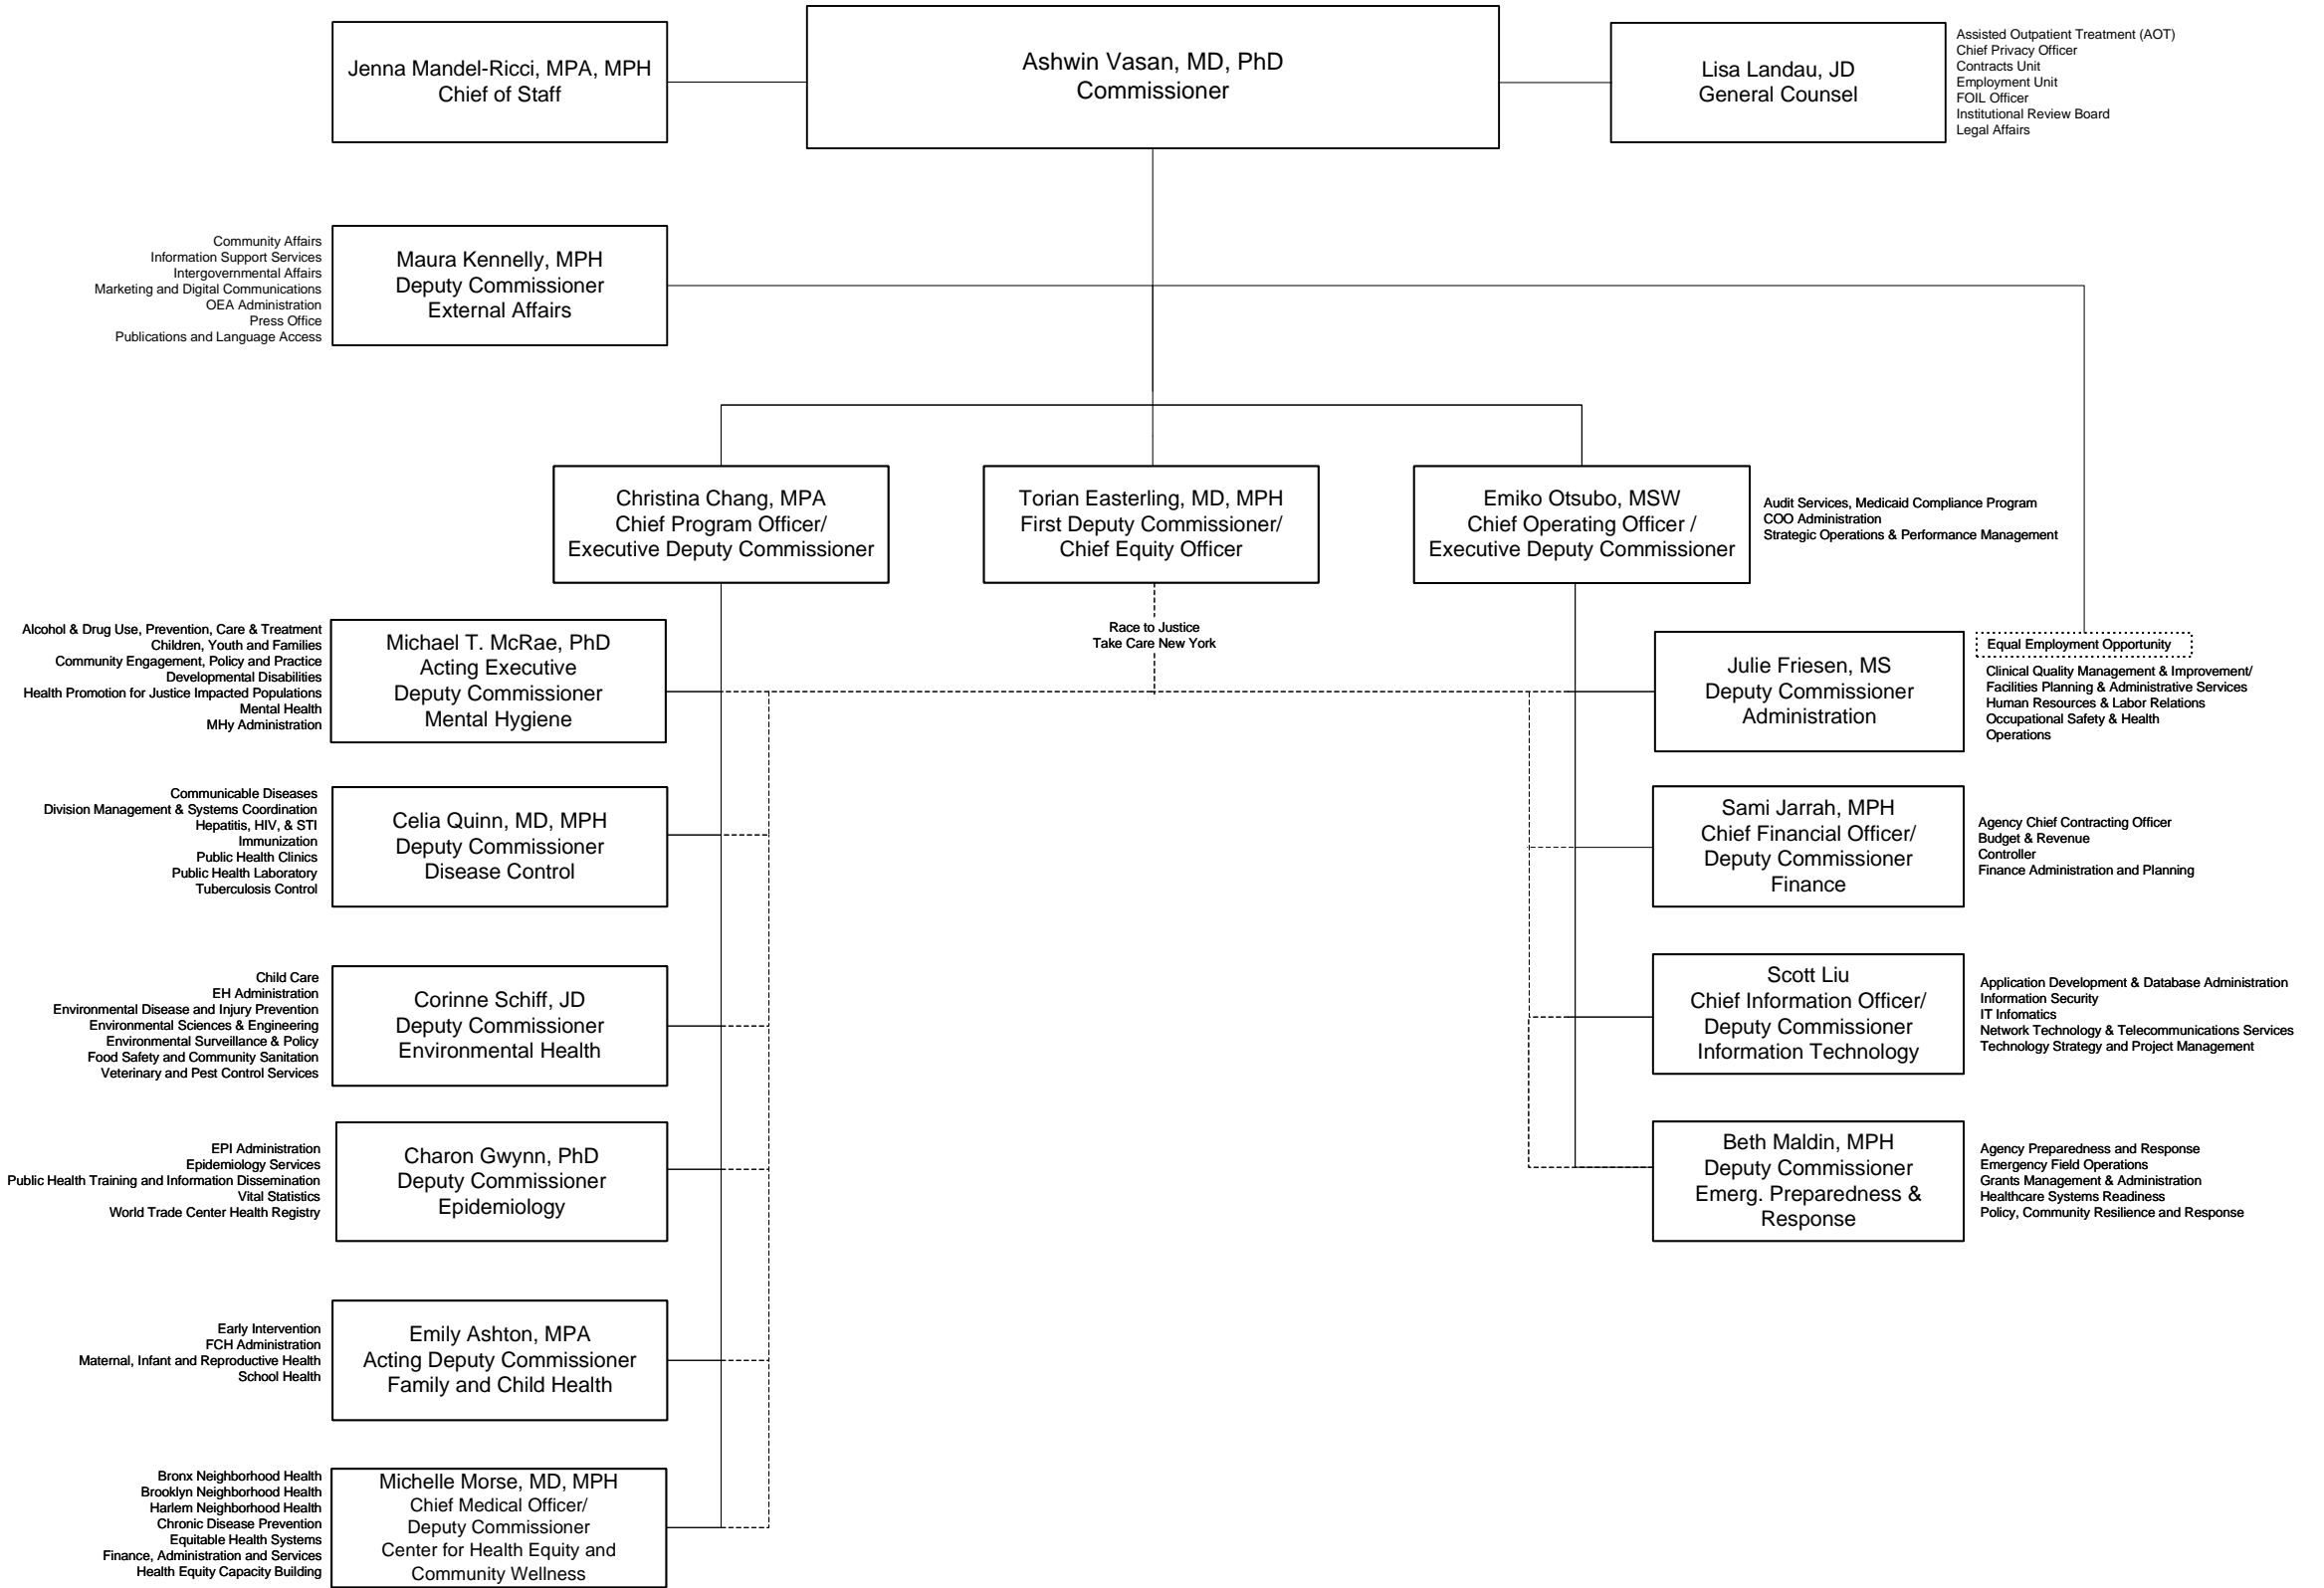 Jenna Mandel-Ricci, MPA, MPH
Chief of Staff
Ashwin Vasan, MD, PhD
Commissioner
Lisa Landau, JD
General Counsel
Assisted Outpatient Treatment (AOT)
Chief Privacy Officer
Contracts Unit
Employment Unit
FOIL Officer
Institutional Review Board
Legal Affairs
Community Affairs
Information Support Services
Intergovernmental Affairs
Marketing and Digital Communications
OEA Administration
Press Office
Publications and Language Access
Maura Kennelly, MPH
Deputy Commissioner
External Affairs
Christina Chang, MPA
Chief Program Officer/
Executive Deputy Commissioner
Torian Easterling, MD, MPH
First Deputy Commissioner/
Chief Equity Officer
Emiko Otsubo, MSW
Chief Operating Officer /
Executive Deputy Commissioner
Audit Services, Medicaid Compliance Program
COO Administration
Strategic Operations & Performance Management
Race to Justice
Take Care New York
Alcohol & Drug Use, Prevention, Care & Treatment
Children, Youth and Families
Community Engagement, Policy and Practice
Developmental Disabilities
Health Promotion for Justice Impacted Populations
Mental Health
MHy Administration
Michael T. McRae, PhD
Acting Executive
Deputy Commissioner
Mental Hygiene
Julie Friesen, MS
Deputy Commissioner
Administration
Equal Employment Opportunity
Clinical Quality Management & Improvement/
Facilities Planning & Administrative Services
Human Resources & Labor Relations
Occupational Safety & Health
Operations
Communicable Diseases
Division Management & Systems Coordination
Hepatitis, HIV, & STI
Immunization
Public Health Clinics
Public Health Laboratory
Tuberculosis Control
Celia Quinn, MD, MPH
Deputy Commissioner
Disease Control
Sami Jarrah, MPH
Chief Financial Officer/
Deputy Commissioner
Finance
Agency Chief Contracting Officer
Budget & Revenue
Controller
Finance Administration and Planning
Child Care
EH Administration
Environmental Disease and Injury Prevention
Environmental Sciences & Engineering
Environmental Surveillance & Policy
Food Safety and Community Sanitation
Veterinary and Pest Control Services
Corinne Schiff, JD
Deputy Commissioner
Environmental Health
Scott Liu
Chief Information Officer/
Deputy Commissioner
Information Technology
Application Development & Database Administration
Information Security
IT Infomatics
Network Technology & Telecommunications Services
Technology Strategy and Project Management
EPI Administration
Epidemiology Services
Public Health Training and Information Dissemination
Vital Statistics
World Trade Center Health Registry
Charon Gwynn, PhD
Deputy Commissioner
Epidemiology
Beth Maldin, MPH
Deputy Commissioner
Emerg. Preparedness &
Response
Agency Preparedness and Response
Emergency Field Operations
Grants Management & Administration
Healthcare Systems Readiness
Policy, Community Resilience and Response
Early Intervention
FCH Administration
Maternal, Infant and Reproductive Health
School Health
Emily Ashton, MPA
Acting Deputy Commissioner
Family and Child Health
Bronx Neighborhood Health
Brooklyn Neighborhood Health
Harlem Neighborhood Health
Chronic Disease Prevention
Equitable Health Systems
Finance, Administration and Services
Health Equity Capacity Building
Michelle Morse, MD, MPH
Chief Medical Officer/
Deputy Commissioner
Center for Health Equity and
Community Wellness